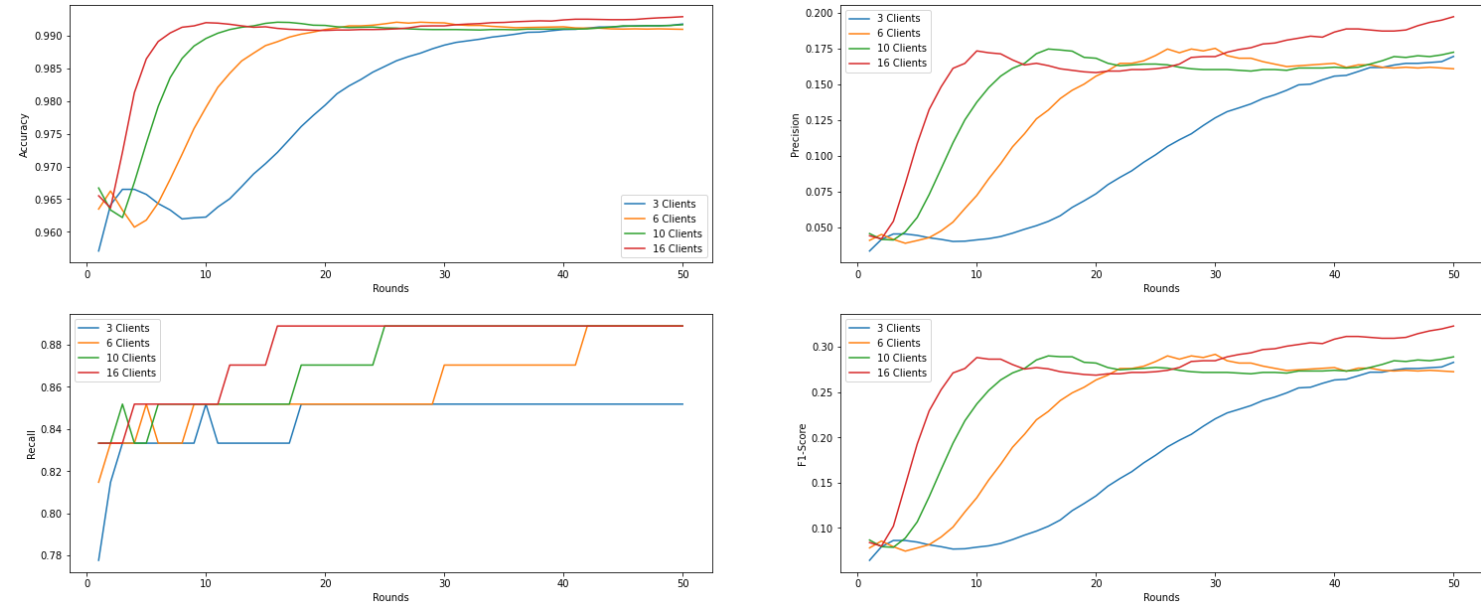 Accuracy
0.990
0.985
0.980
0.975
0.970
0.965
0.960
3 Clients
6 Clients
10 Clients
16 Clients
0 10 20 30 40 50
Rounds
Precision
0.200
0.175
0.150
0.125
0.100
0.075
0.050
3 Clients
6 Clients
10 Clients
16 Clients
0 10 20 30 40 50
Rounds
Recall
0.88
0.86
0.84
0.82
0.80
0.78
3 Clients
6 Clients
10 Clients
16 Clients
0 10 20 30 40 50
Rounds
F1-Score
0.30
0.25
0.20
0.15
0.10
3 Clients
6 Clients
10 Clients
16 Clients
0 10 20 30 40 50
Rounds